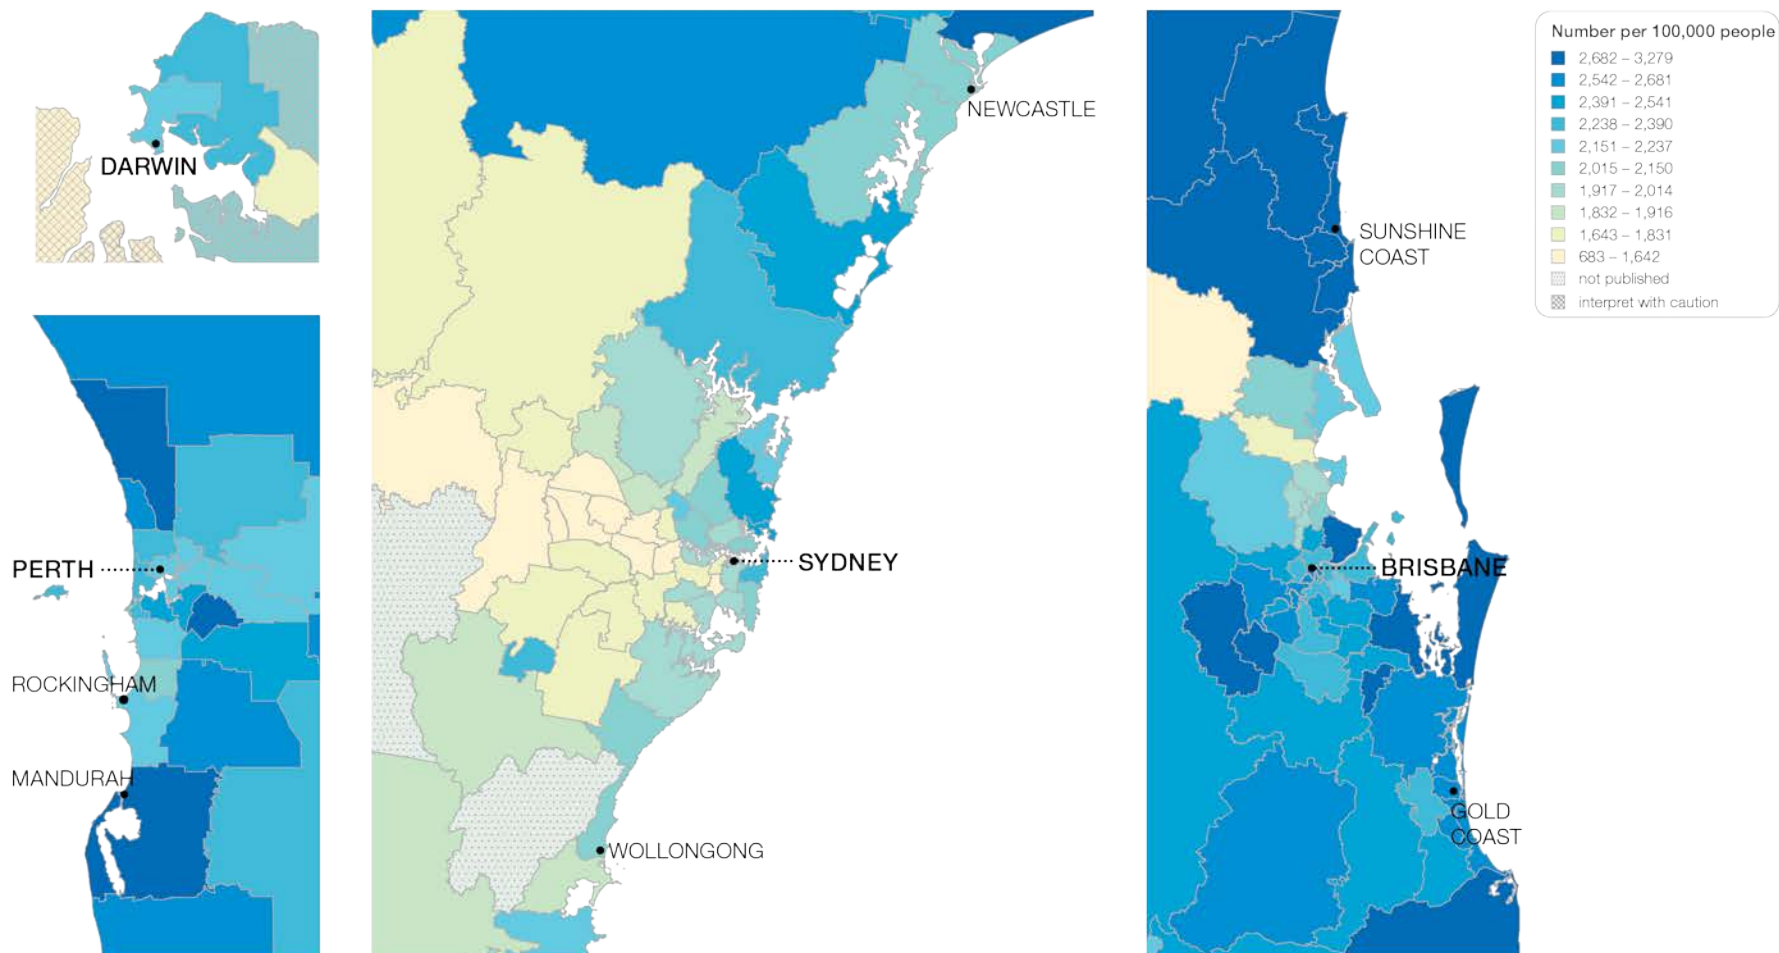 DARWIN
NEWCASTLE
SUNSHINE
COAST
PERTH
SYDNEY
BRISBANE
ROCKINGHAM
MANDURAH
WOLLONGONG
GOLD
COAST
Number per 100,000 people
2,682 – 3,279
2,542 – 2,681
2,391 – 2,541
2,238 – 2,390
2,151 – 2,237
2,015 – 2,150
1,917 – 2,014
1,832 – 1,916
1,643 – 1,831
683 – 1,642
not published
interpret with caution